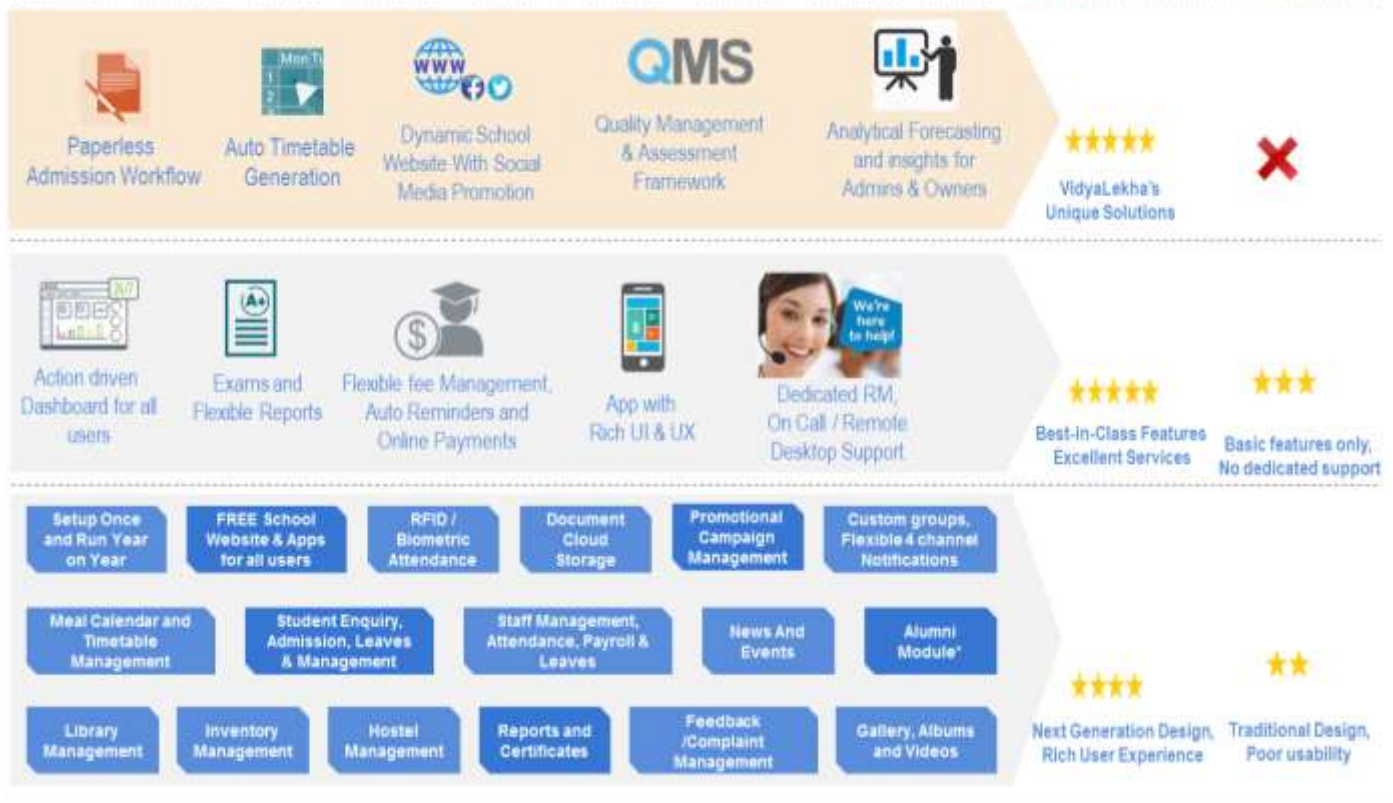 Mon Tu
1
2
WWW
QMS
Paperless
Admission Workflow
Auto Timetable
Generation
Dynamic School
Website With Social
Media Promotion
Quality Management
& Assessment
Framework
Analytical Forecasting
and insights for
Admins & Owners
VidyaLekha's
Unique Solutions
24/7
A+
$
$
We're
here
to help!
Action driven
Dashboard for all
users
Exams and
Flexible Reports
Flexible fee Management,
Auto Reminders and
Online Payments
App with
Rich UI & UX
Dedicated RM,
On Call / Remote
Desktop Support
Best-in-Class Features
Excellent Services
Basic features only,
No dedicated support
Setup Once
and Run Year
on Year
FREE School
Website & Apps
for all users
RFID /
Biometric
Attendance
Document
Cloud
Storage
Promotional
Campaign
Management
Custom groups,
Flexible 4 channel
Notifications
Meal Calendar and
Timetable
Management
Student Enquiry,
Admission, Leaves
& Management
Staff Management,
Attendance, Payroll &
Leaves
News And
Events
Alumni
Module*
Library
Management
Inventory
Management
Hostel
Management
Reports and
Certificates
Feedback
/Complaint
Management
Gallery, Albums
and Videos
Next Generation Design,
Rich User Experience
Traditional Design,
Poor usability